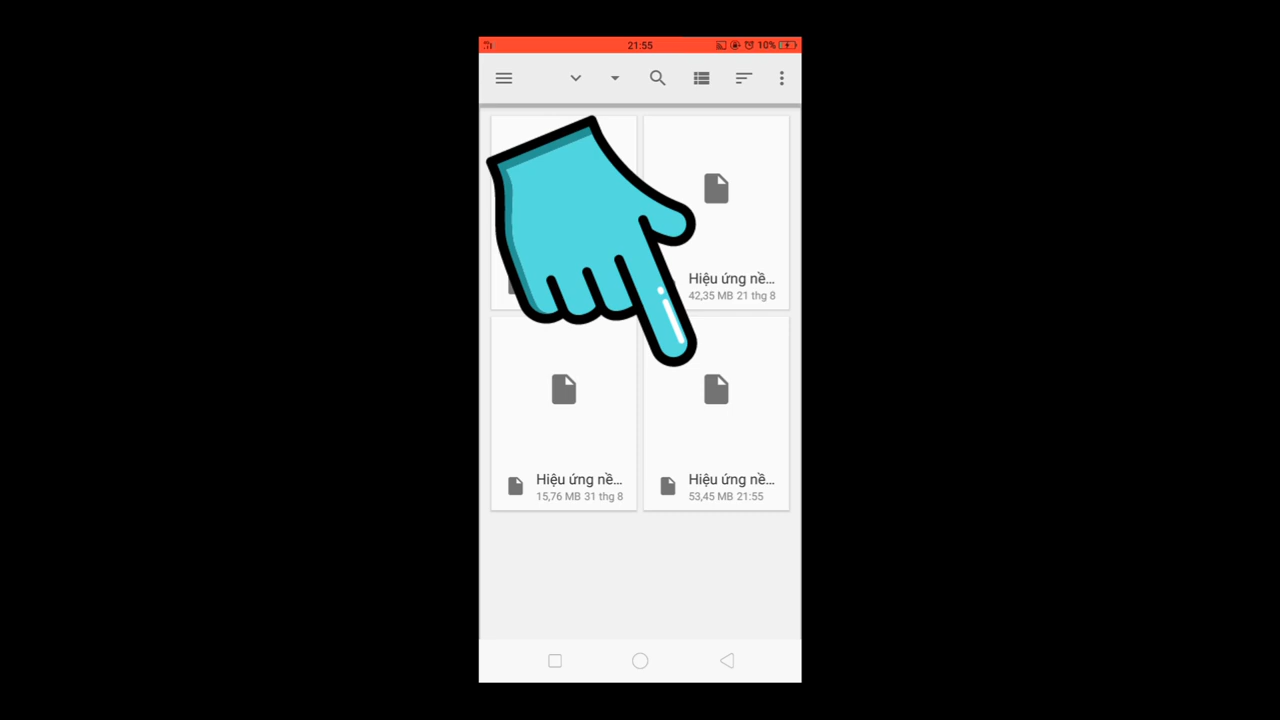 21:55
10%
Hiệu ứng nề...
42,35 MB 21 thg 8
Hiệu ứng nề...
15,76 MB 31 thg 8
Hiệu ứng nề...
53,45 MB 21:55